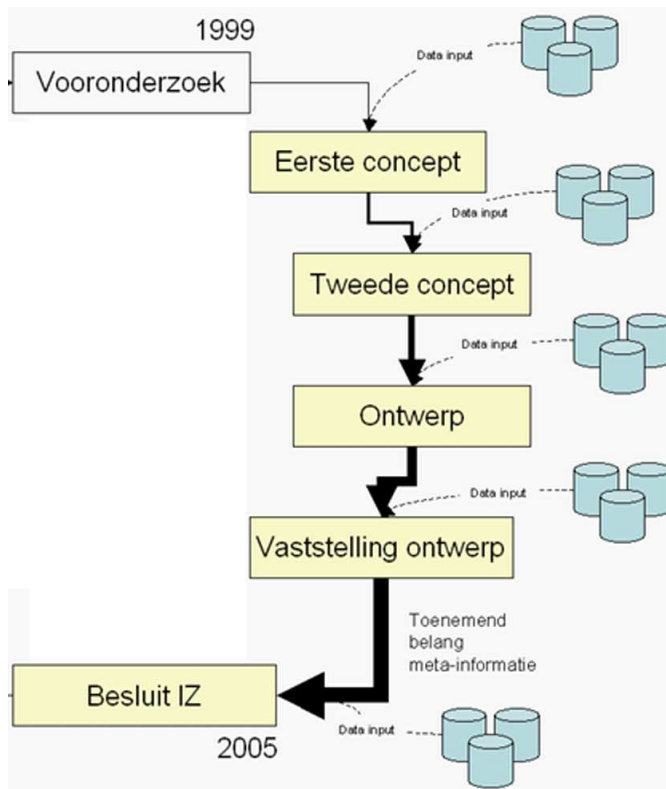 1999
Vooronderzoek
Data input
Eerste concept
Data input
Tweede concept
Data input
Ontwerp
Data input
Vaststelling ontwerp
Toenemend
belang
meta-informatie
Besluit IZ
Data input
2005